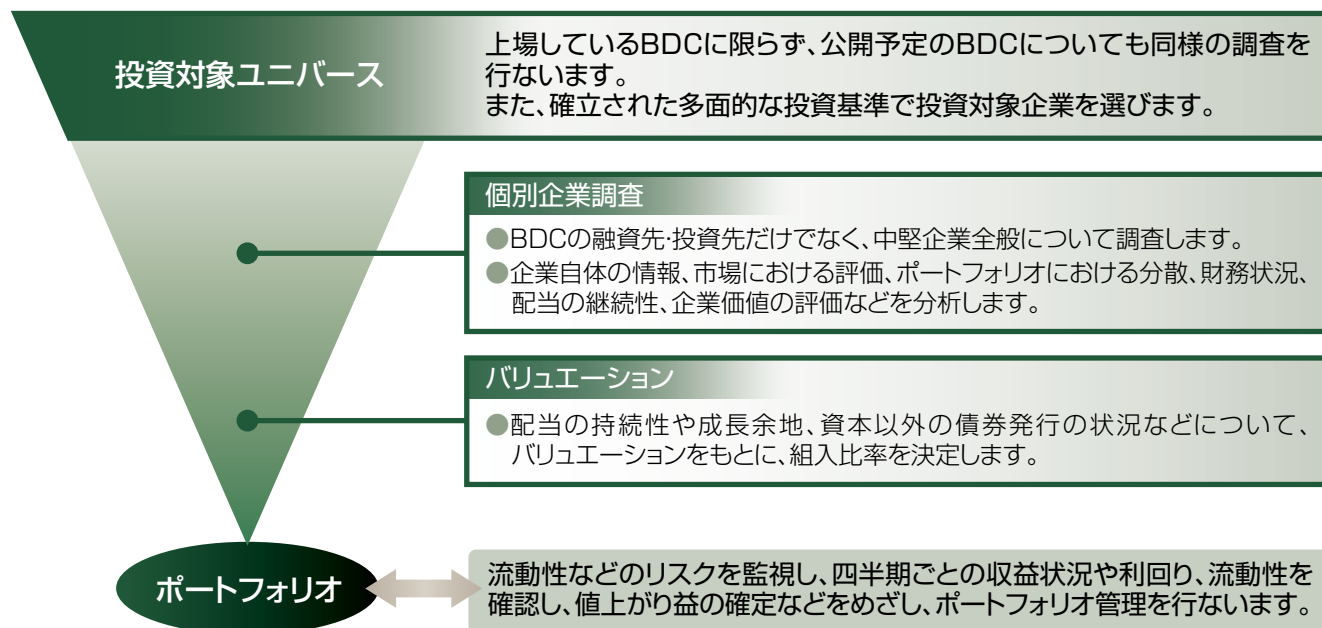 投資対象ユニバース
上場しているBDCに限らず、公開予定のBDCについても同様の調査を
行ないます。
また、確立された多面的な投資基準で投資対象企業を選びます。
個別企業調査
●BDCの融資先・投資先だけでなく、中堅企業全般について調査します。
●企業自体の情報、市場における評価、ポートフォリオにおける分散、財務状況、
配当の継続性、企業価値の評価などを分析します。
バリュエーション
●配当の持続性や成長余地、資本以外の債券発行の状況などについて、
バリュエーションをもとに、組入比率を決定します。
ポートフォリオ
流動性などのリスクを監視し、四半期ごとの収益状況や利回り、流動性を
確認し、値上がり益の確定などをめざし、ポートフォリオ管理を行ないます。